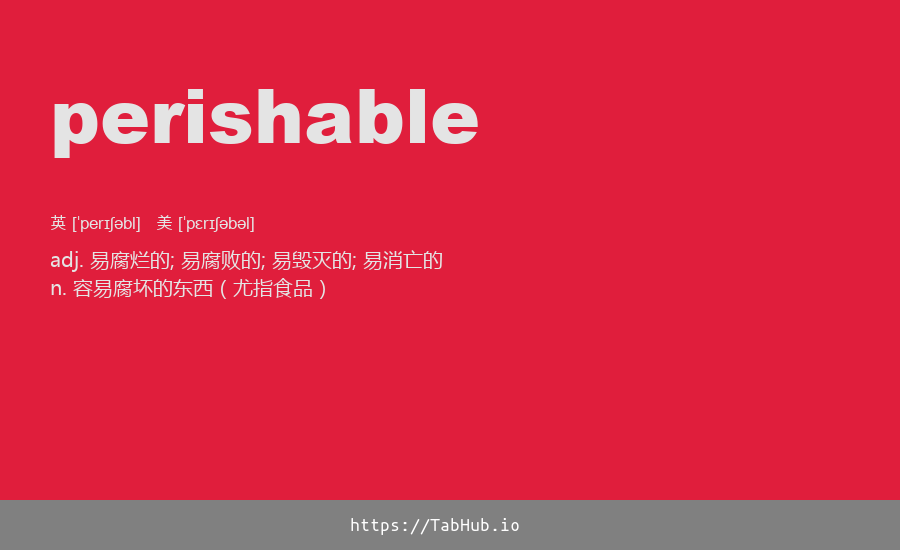 perishable
英 [ˈperɪʃəbl] 美 [ˈpɛrɪʃəbəl]
adj. 易腐烂的; 易腐败的; 易毁灭的; 易消亡的
n. 容易腐坏的东西（尤指食品）
https://TabHub.io